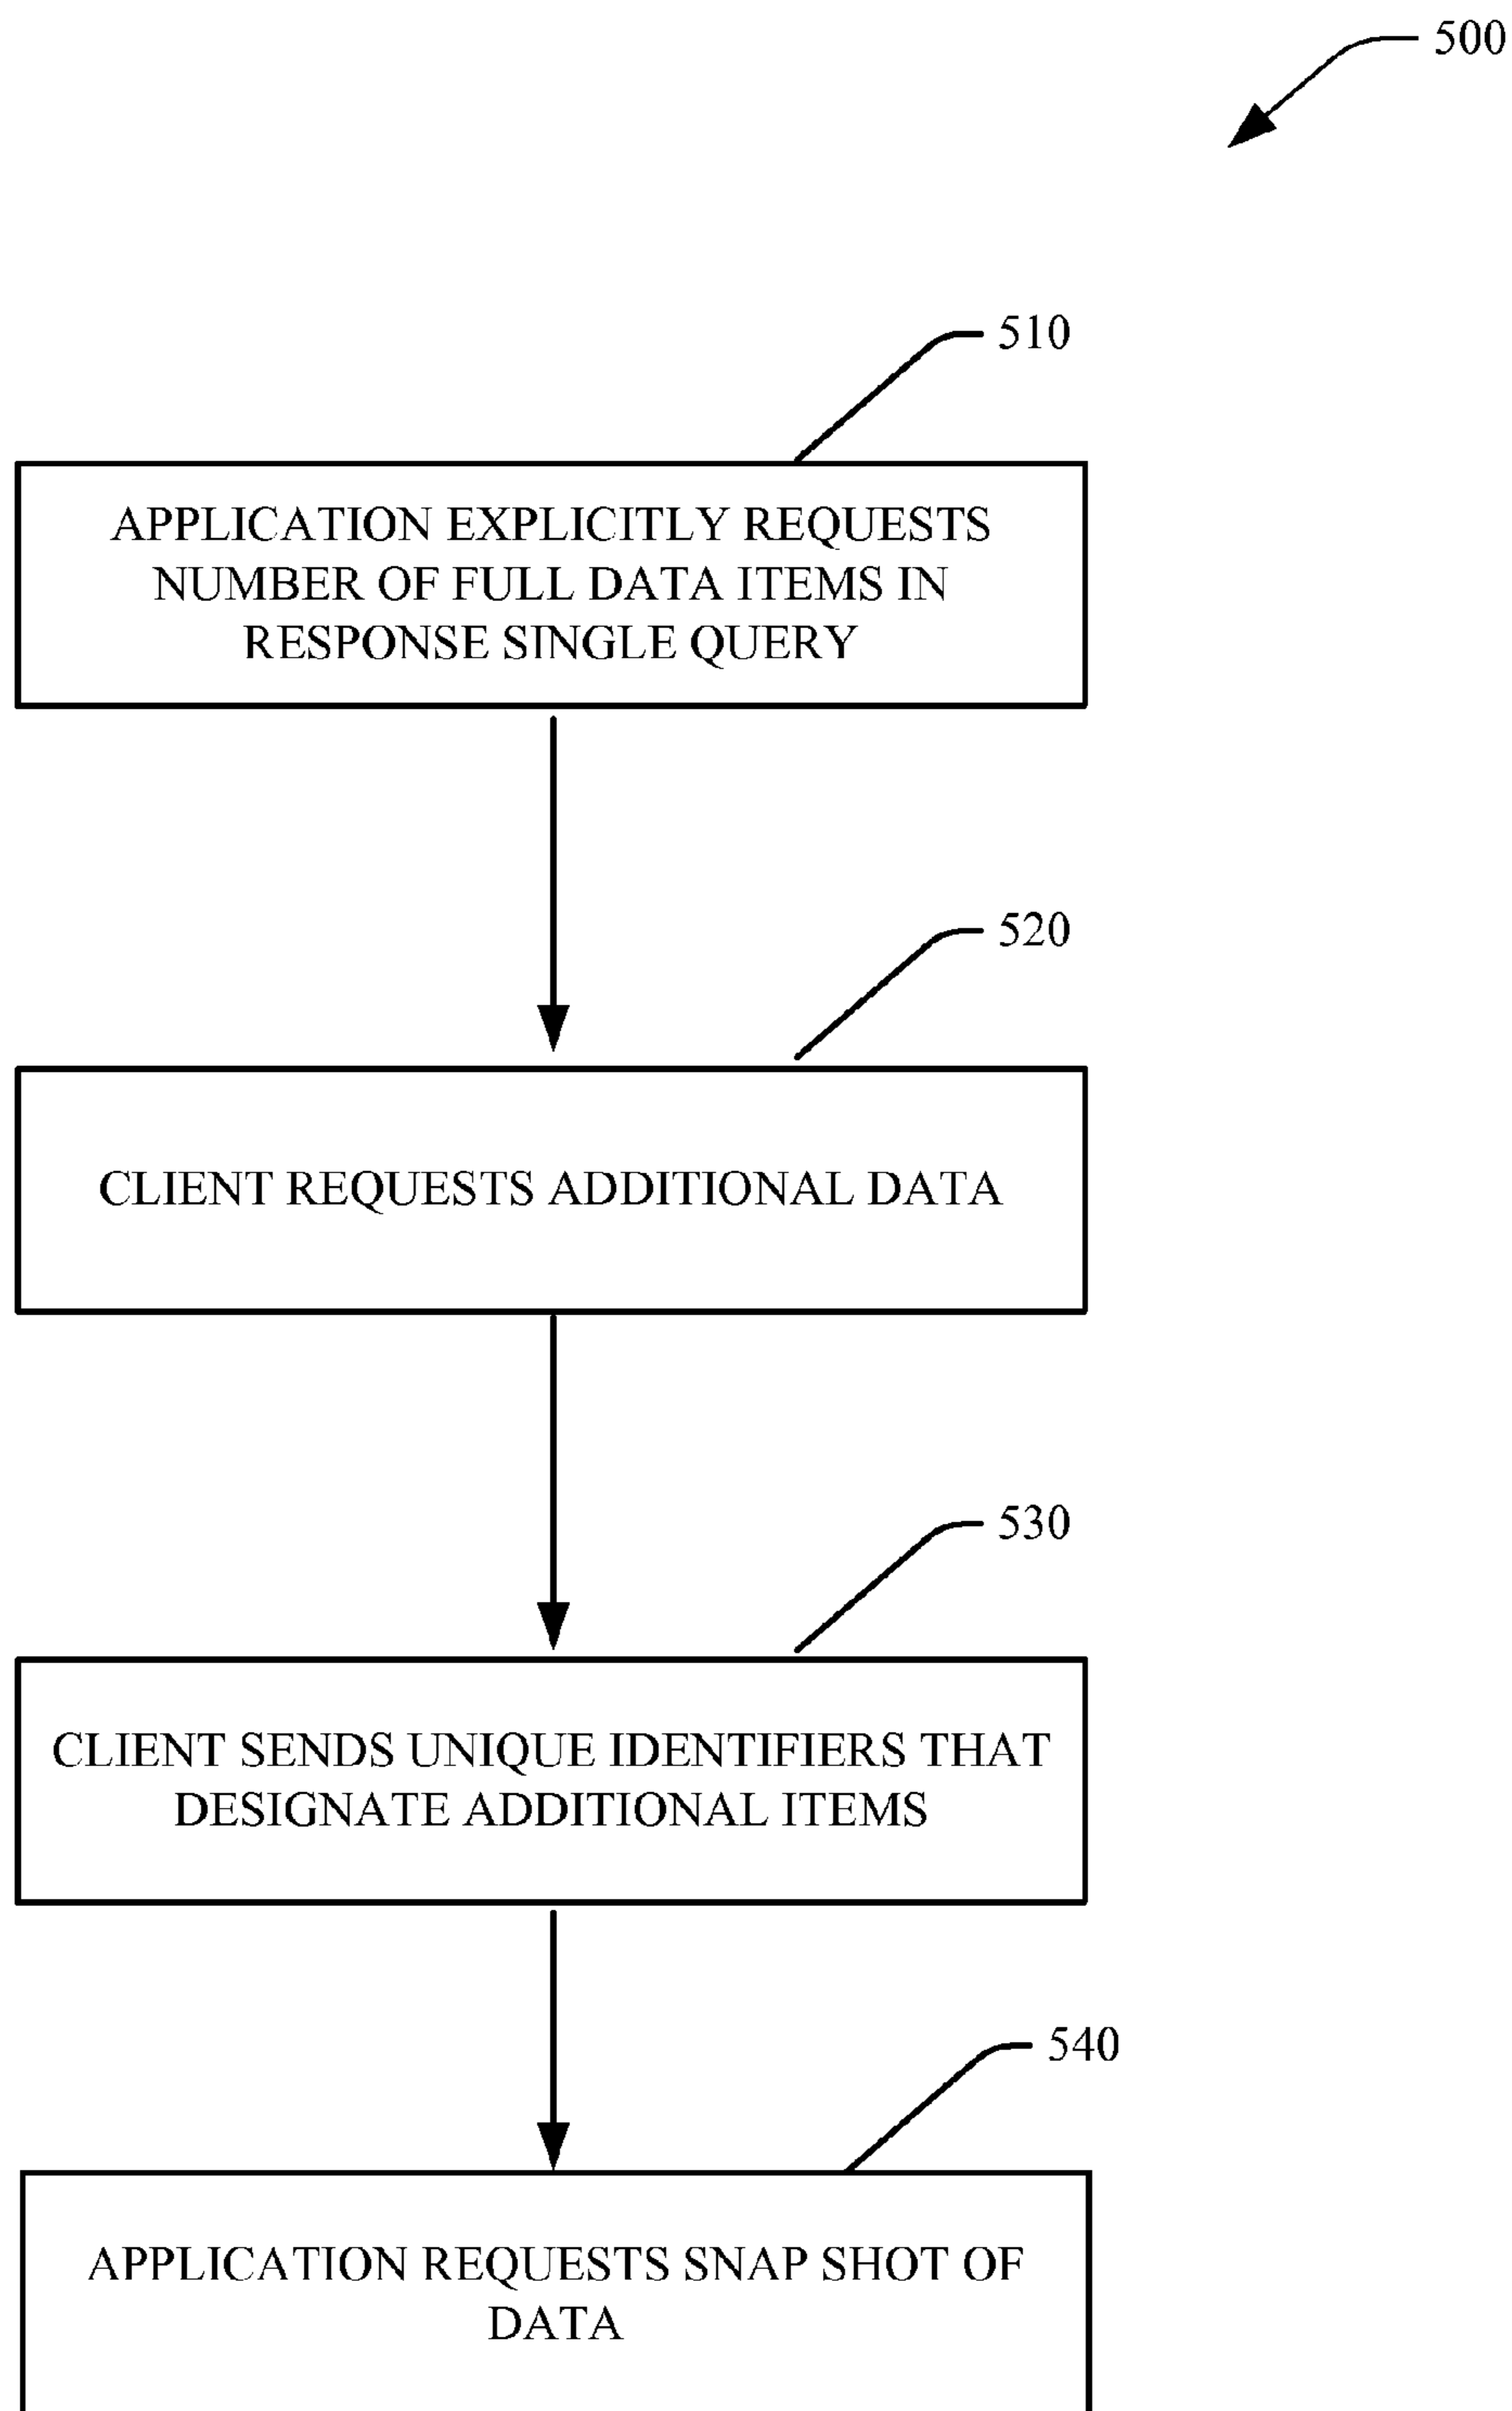 500
510
APPLICATION EXPLICITLY REQUESTS
NUMBER OF FULL DATA ITEMS IN
RESPONSE SINGLE QUERY
520
CLIENT REQUESTS ADDITIONAL DATA
530
CLIENT SENDS UNIQUE IDENTIFIERS THAT
DESIGNATE ADDITIONAL ITEMS
540
APPLICATION REQUESTS SNAP SHOT OF
DATA